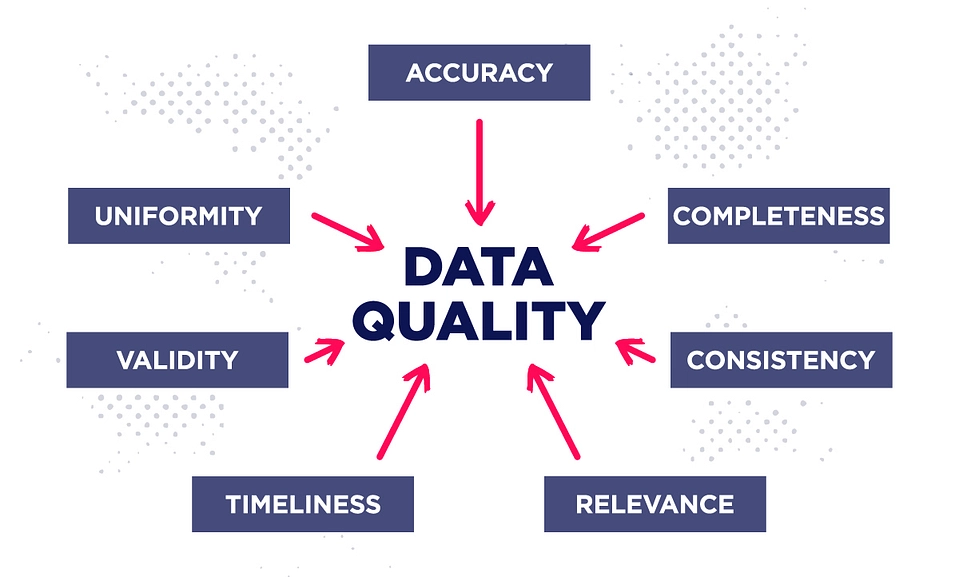 ACCURACY
UNIFORMITY
COMPLETENESS
DATA
QUALITY
VALIDITY
CONSISTENCY
TIMELINESS
RELEVANCE